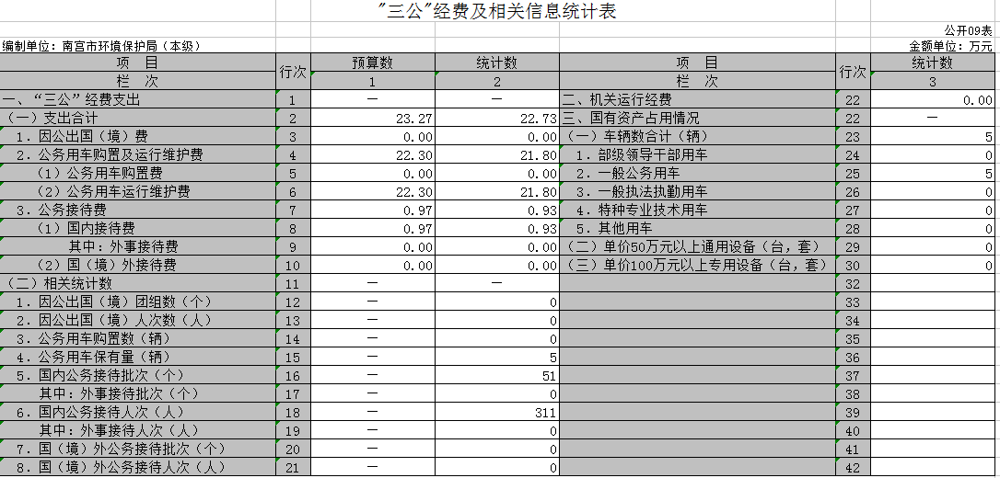 "三公"经费及相关信息统计表
公开09表
编制单位：南宫市环境保护局（本级） 金额单位：万元
项 目 行次 预算数 统计数 项 目 行次 统计数
栏 次 1 2 栏 次 3
一、“三公”经费支出 1 — — 二、机关运行经费 22 0.00
（一）支出合计 2 23.27 22.73 三、国有资产占用情况 22 —
1．因公出国（境）费 3 0.00 0.00 （一）车辆数合计（辆） 23 5
2．公务用车购置及运行维护费 4 22.30 21.80 1．部级领导干部用车 24 0
（1）公务用车购置费 5 0.00 0.00 2．一般公务用车 25 5
（2）公务用车运行维护费 6 22.30 21.80 3．一般执法执勤用车 26 0
3．公务接待费 7 0.97 0.93 4．特种专业技术用车 27 0
（1）国内接待费 8 0.97 0.93 5．其他用车 28 0
其中：外事接待费 9 0.00 0.00 （二）单价50万元以上通用设备（台，套） 29 0
（2）国（境）外接待费 10 0.00 0.00 （三）单价100万元以上专用设备（台，套） 30 0
（二）相关统计数 11 — — 32
1．因公出国（境）团组数（个） 12 — 0 33
2．因公出国（境）人次数（人） 13 — 0 34
3．公务用车购置数（辆） 14 — 0 35
4．公务用车保有量（辆） 15 — 5 36
5．国内公务接待批次（个） 16 — 51 37
其中：外事接待批次（个） 17 — 0 38
6．国内公务接待人次（人） 18 — 311 39
其中：外事接待人次（人） 19 — 0 40
7．国（境）外公务接待批次（个） 20 — 0 41
8．国（境）外公务接待人次（人） 21 — 0 42